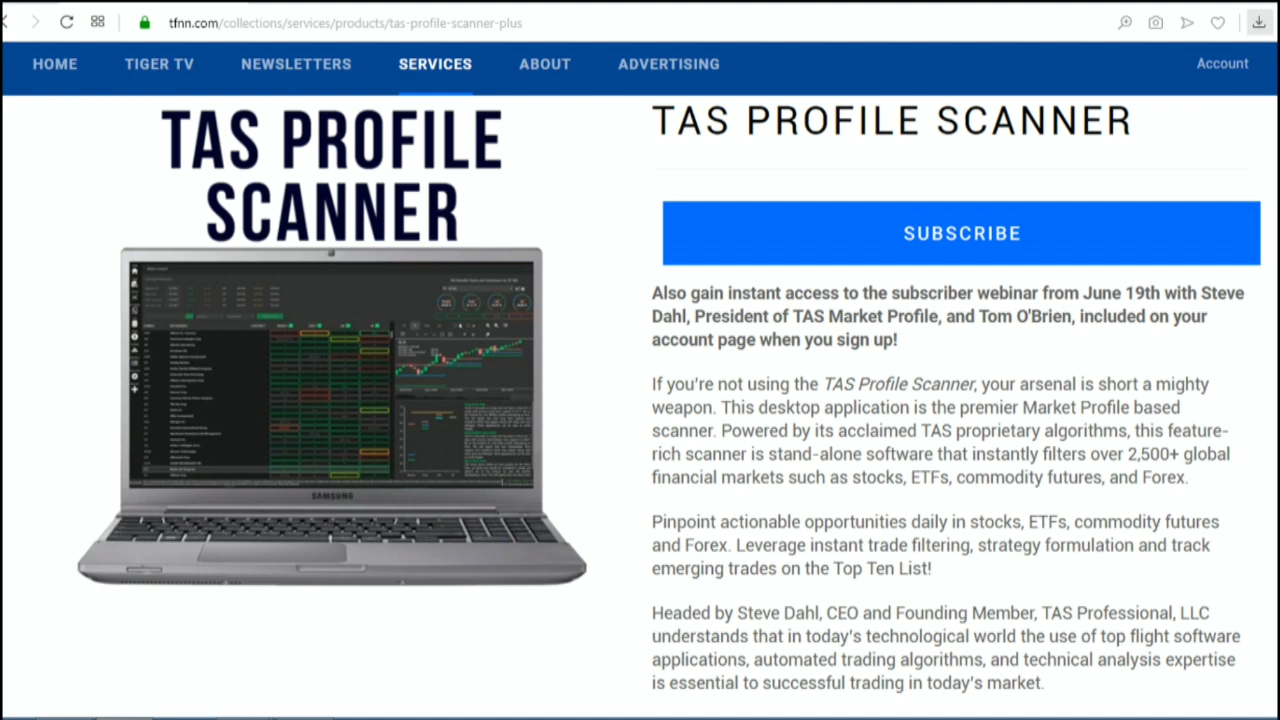 tfnn.com/collections/services/products/tas-profile-scanner-plus
HOME TIGER TV NEWSLETTERS SERVICES ABOUT ADVERTISING Account
TAS PROFILE
SCANNER
SAMSUNG
TAS PROFILE SCANNER
SUBSCRIBE
Also gain instant access to the subscriber webinar from June 19th with Steve
Dahl, President of TAS Market Profile, and Tom O'Brien, included on your
account page when you sign up!
If you're not using the TAS Profile Scanner, your arsenal is short a mighty
weapon. This desktop application is the premier Market Profile based
scanner. Powered by its acclaimed TAS proprietary algorithms, this feature-
rich scanner is stand-alone software that instantly filters over 2,500+ global
financial markets such as stocks, ETFs, commodity futures, and Forex.
Pinpoint actionable opportunities daily in stocks, ETFs, commodity futures
and Forex. Leverage instant trade filtering, strategy formulation and track
emerging trades on the Top Ten List!
Headed by Steve Dahl, CEO and Founding Member, TAS Professional, LLC
understands that in today's technological world the use of top flight software
applications, automated trading algorithms, and technical analysis expertise
is essential to successful trading in today's market.